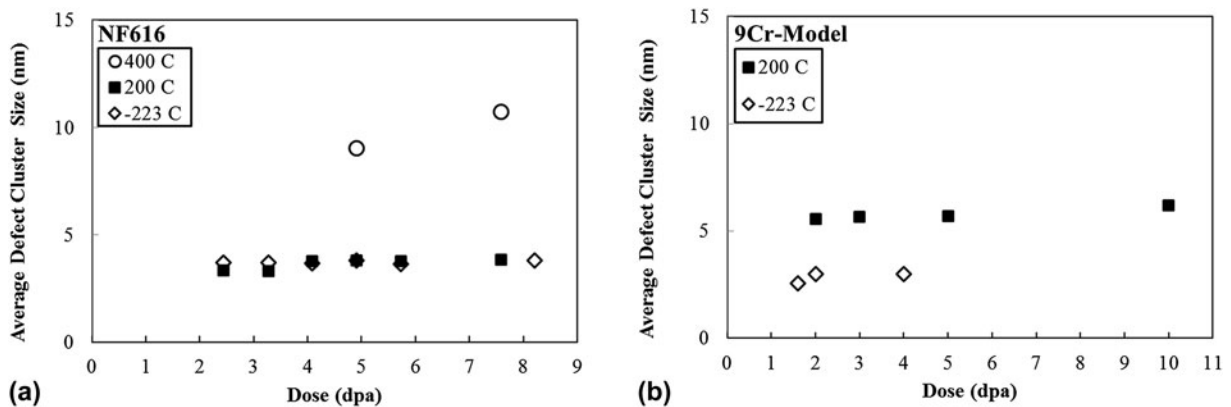 NF616
400 C
200 C
-223 C
Average Defect Cluster Size (nm)
15
10
5
0
0 1 2 3 4 5 6 7 8 9
Dose (dpa)
(a)
9Cr-Model
200 C
-223 C
Average Defect Cluster Size (nm)
15
10
5
0
0 1 2 3 4 5 6 7 8 9 10 11
Dose (dpa)
(b)